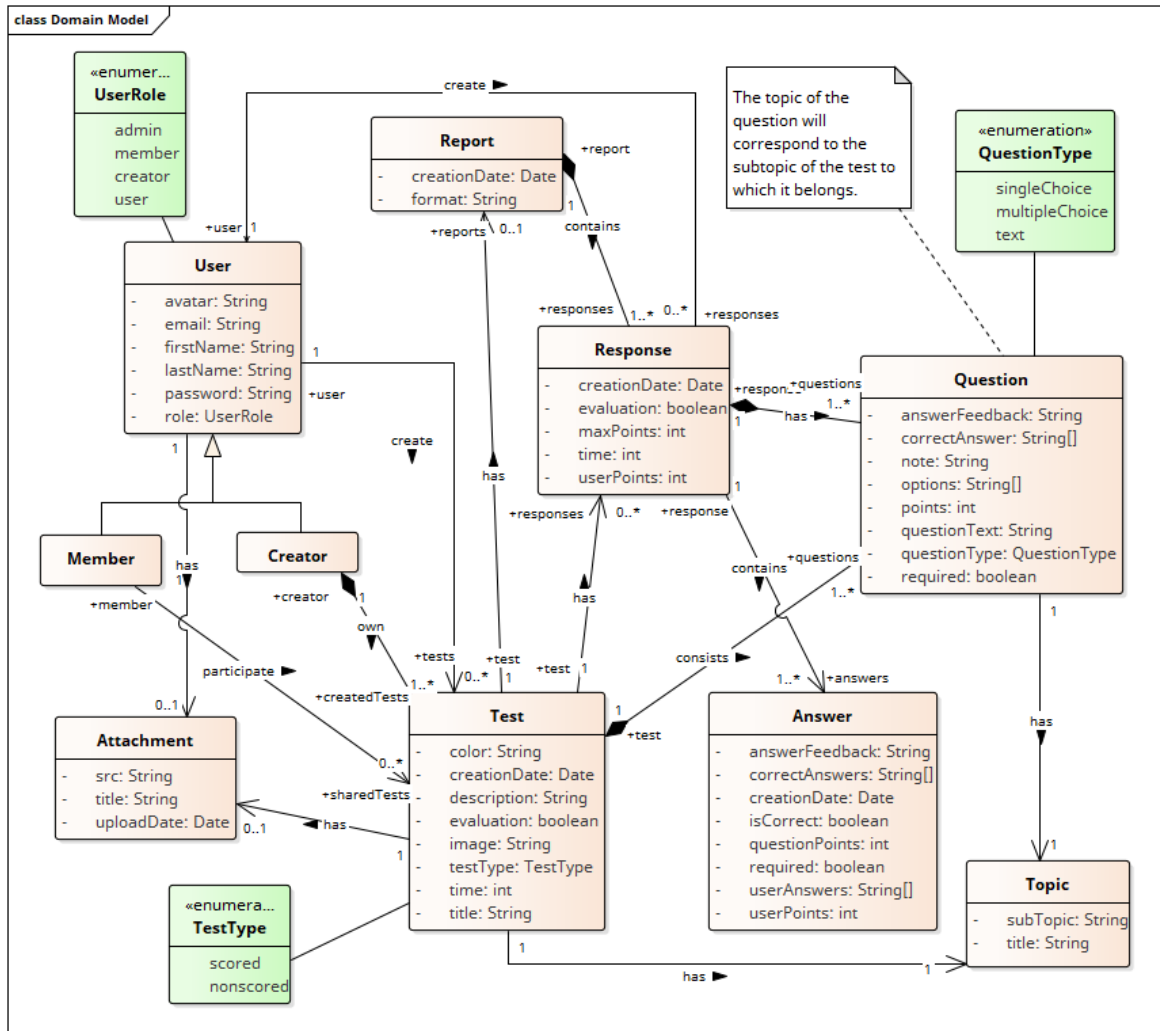 class Domain Model
«enumer...
UserRole
admin
member
creator
user
create
Report
- creationDate: Date
- format: String
+report
1
contains
The topic of the
question will
correspond to the
subtopic of the test to
which it belongs.
«enumeration»
QuestionType
singleChoice
multipleChoice
text
+user
1
+reports
0..1
User
- avatar: String
- email: String
- firstName: String
- lastName: String
- password: String
- role: UserRole
+responses
1..*
0..*
+responses
Response
- creationDate: Date
- evaluation: boolean
- maxPoints: int
- time: int
- userPoints: int
1
+user
create
has
+questions
1..*
has
1
Question
- answerFeedback: String
- correctAnswer: String[]
- note: String
- options: String[]
- points: int
- questionText: String
- questionType: QuestionType
- required: boolean
1
has
1
Member
Creator
+member
+creator
1
own
+responses
0..*
1
+response
contains
+questions
1..*
1
has
participate
+tests
0..*
+createdTests
1..*
+test
1
has
+test
1
consists
1
+test
1..*
+answers
has
0..1
Attachment
- src: String
- title: String
- uploadDate: Date
0..*
+sharedTests
has
0..1
1
Test
- color: String
- creationDate: Date
- description: String
- evaluation: boolean
- image: String
- testType: TestType
- time: int
- title: String
Answer
- answerFeedback: String
- correctAnswers: String[]
- creationDate: Date
- isCorrect: boolean
- questionPoints: int
- required: boolean
- userAnswers: String[]
- userPoints: int
1
Topic
- subTopic: String
- title: String
«enumera...
TestType
scored
nonscored
1
has
1